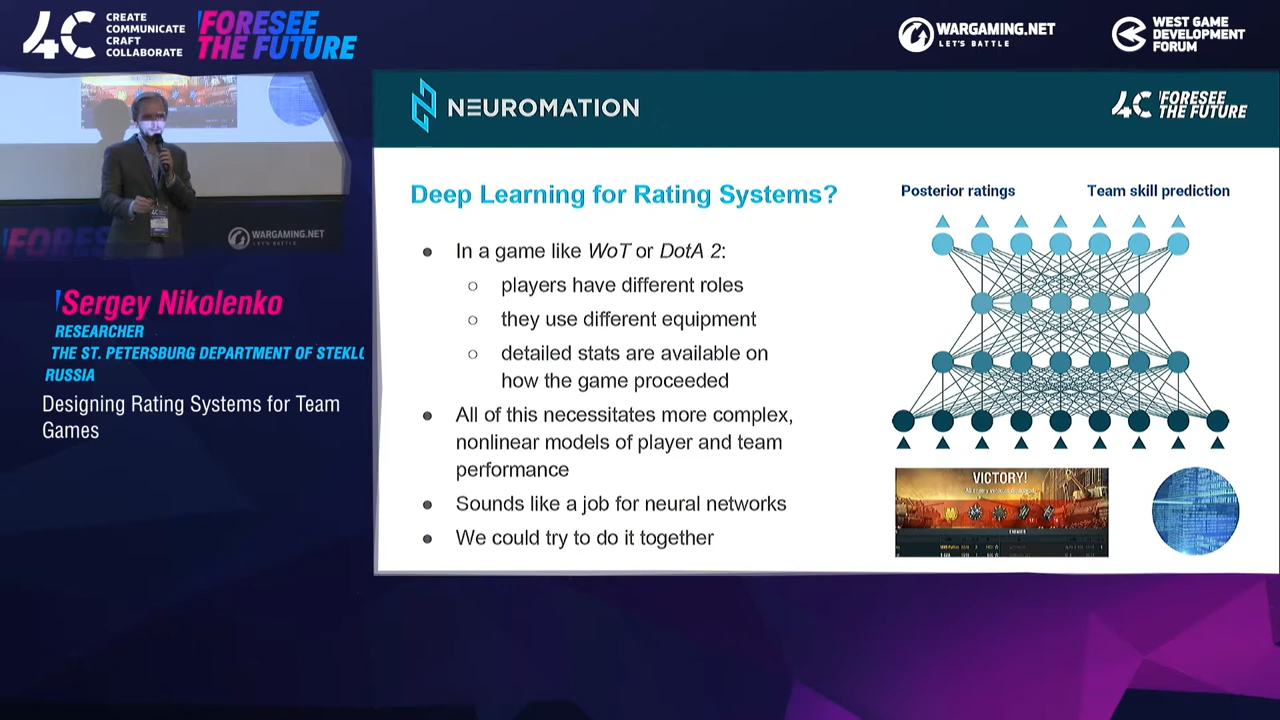 4C
CREATE
COMMUNICATE
CRAFT
COLLABORATE
FORESEE
THE FUTURE
WARGAMING.NET
LET'S BATTLE
WEST GAME
DEVELOPMENT
FORUM
WARGAMING.NET
LET'S BATTLE
FORES
Sergey Nikolenko
RESEARCHER
THE ST. PETERSBURG DEPARTMENT OF STEKLO
RUSSIA
Designing Rating Systems for Team
Games
NEUROMATION
4C FORESEE
THE FUTURE
Deep Learning for Rating Systems?
● In a game like WoT or DotA 2:
○ players have different roles
○ they use different equipment
○ detailed stats are available on
how the game proceeded
● All of this necessitates more complex,
nonlinear models of player and team
performance
● Sounds like a job for neural networks
● We could try to do it together
Posterior ratings
Team skill prediction
VICTORY!